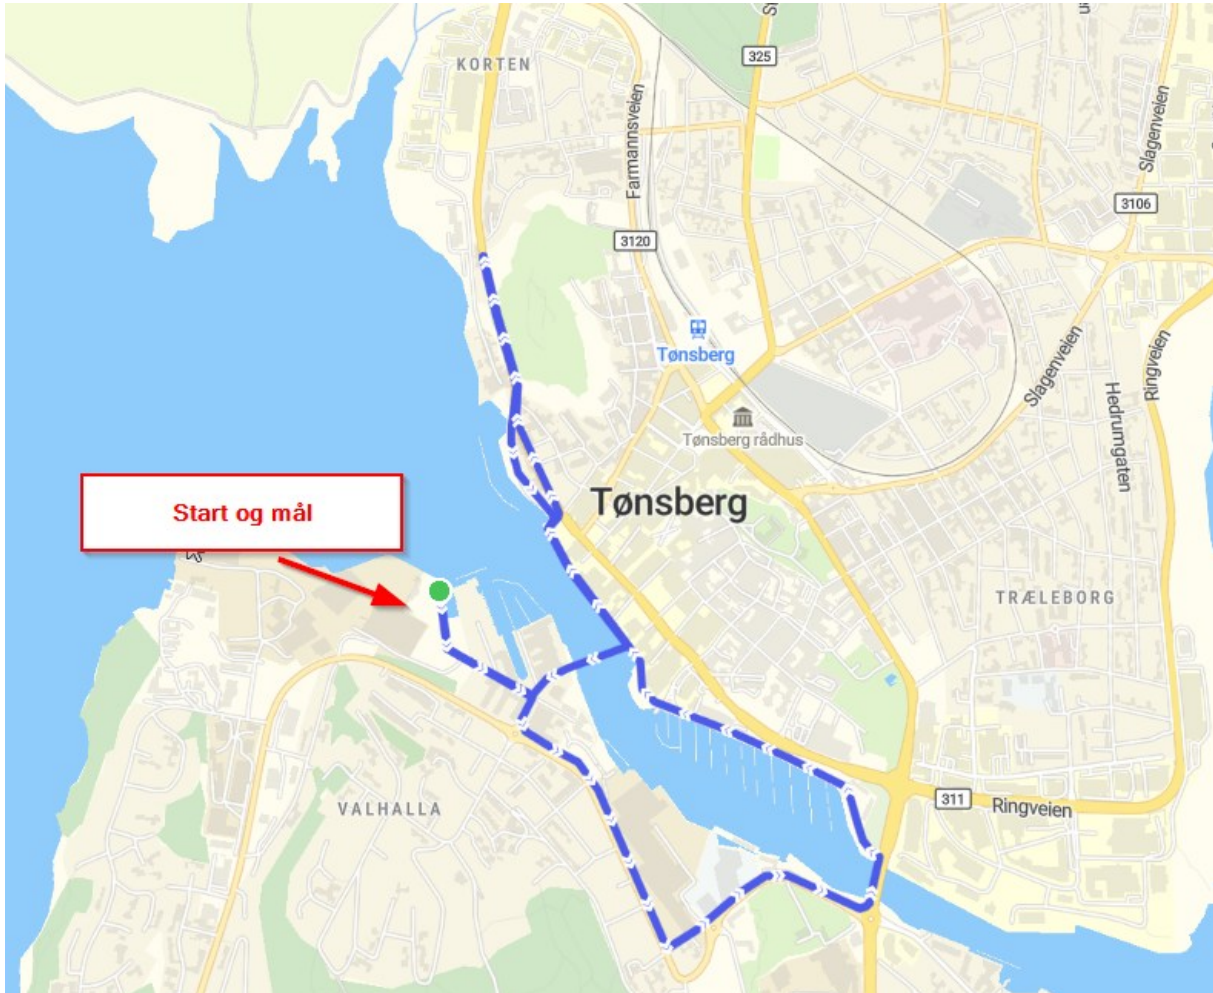 KORTEN
325
Farmannsveien
Slagenveien
3106
3120
Tønsberg
Slagenveien
Ringveien
Hedrumgaten
Tønsberg rådhus
Start og mål
Tønsberg
TRÆLEBORG
VALHALLA
311
Ringveien